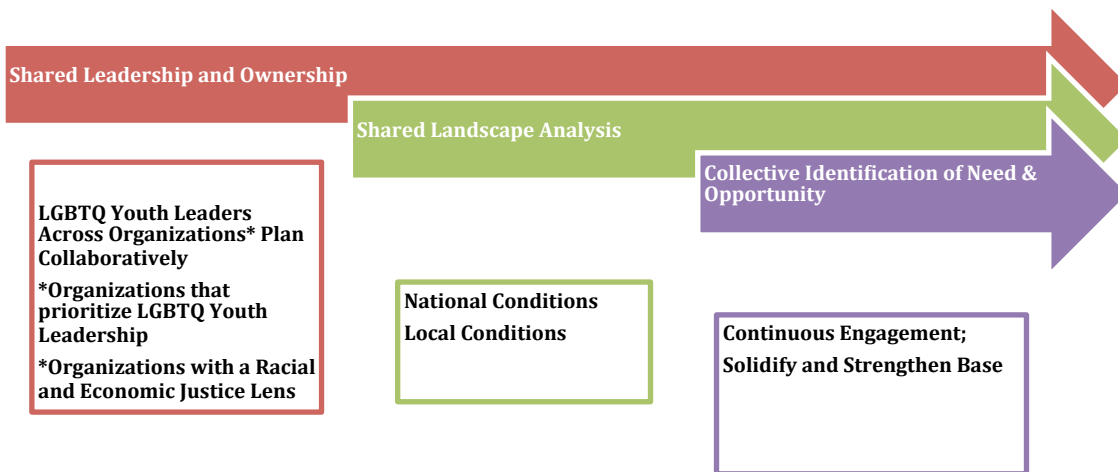 Shared Leadership and Ownership
Shared Landscape Analysis
Collective Identification of Need &
Opportunity
LGBTQ Youth Leaders
Across Organizations* Plan
Collaboratively
*Organizations that
prioritize LGBTQ Youth
Leadership
*Organizations with a Racial
and Economic Justice Lens
National Conditions
Local Conditions
Continuous Engagement;
Solidify and Strengthen Base